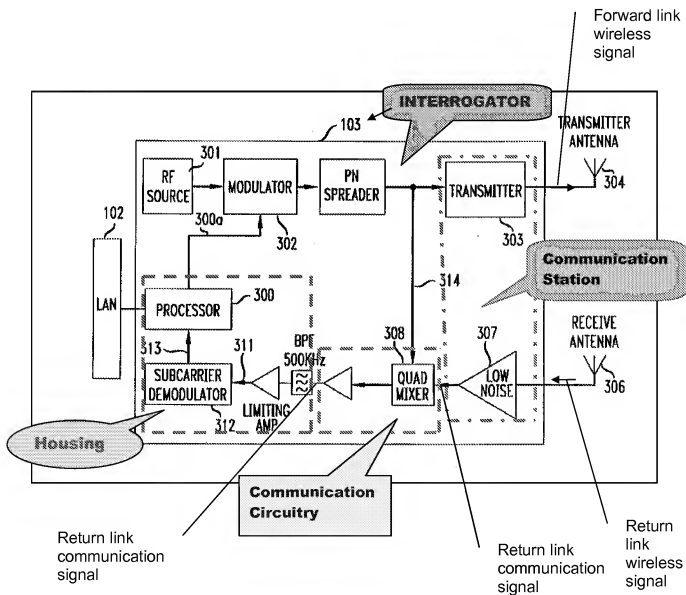 Forward link
wireless
signal
INTERROGATOR
103
TRANSMITTER
ANTENNA
304
RF
SOURCE
301
MODULATOR
302
PN
SPREADER
TRANSMITTER
303
300a
102
LAN
PROCESSOR
300
314
Communication
Station
313
311
BPF
500KHz
308
307
RECEIVE
ANTENNA
306
SUBCARRIER
DEMODULATOR
312
LIMITING
AMP
QUAD
MIXER
LOW
NOISE
Housing
Communication
Circuitry
Return link
communication
signal
Return link
communication
signal
Return
link
wireless
signal